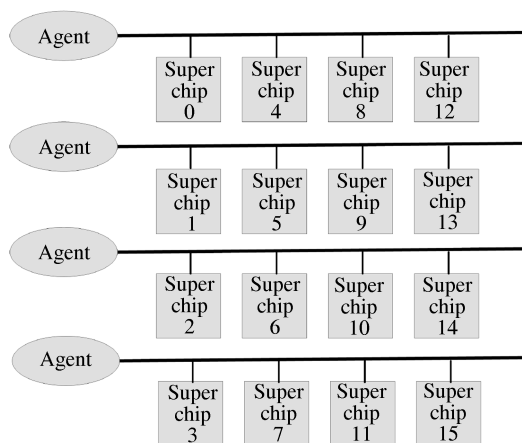 Agent
Super chip 0
Super chip 4
Super chip 8
Super chip 12
Agent
Super chip 1
Super chip 5
Super chip 9
Super chip 13
Agent
Super chip 2
Super chip 6
Super chip 10
Super chip 14
Agent
Super chip 3
Super chip 7
Super chip 11
Super chip 15